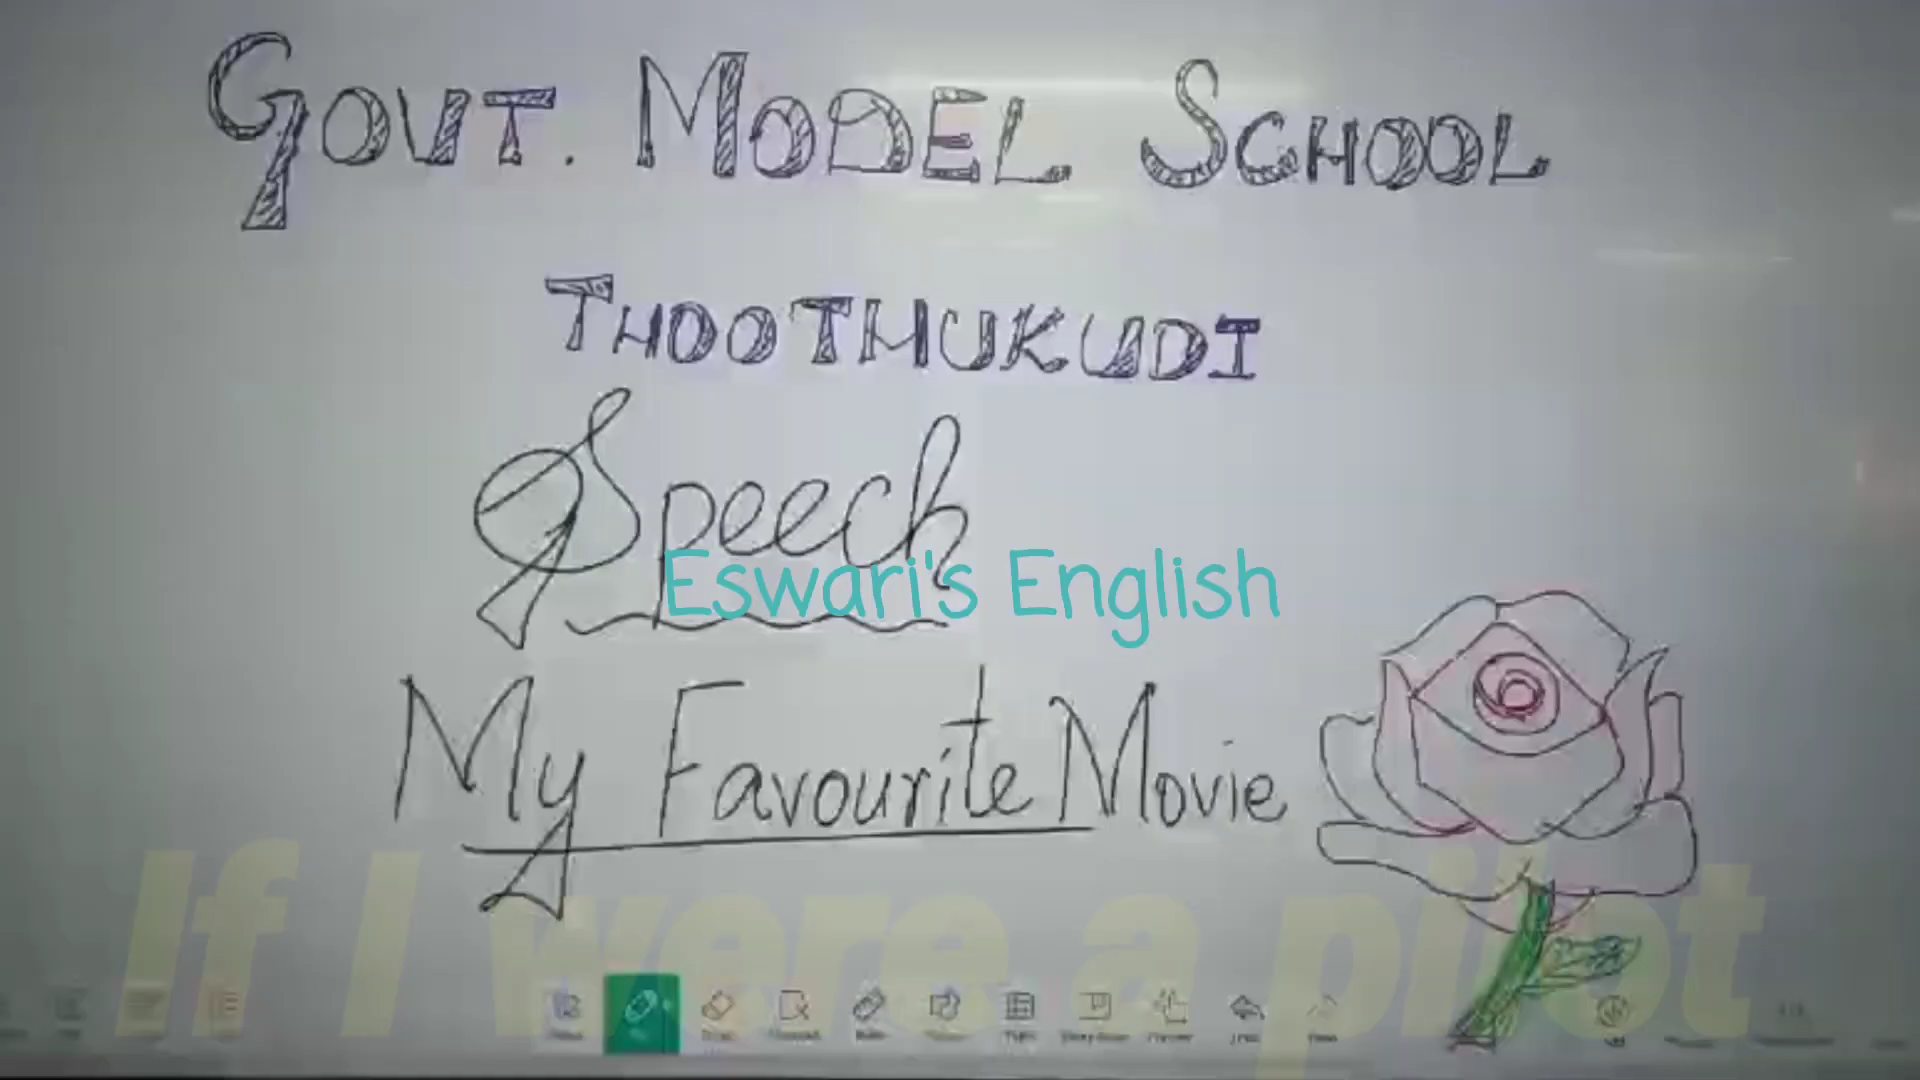 GOVT. MODEL SCHOOL
THOOTHUKUDI
Speech
Eswari's English
My Favourite Movie
If I were a pilot